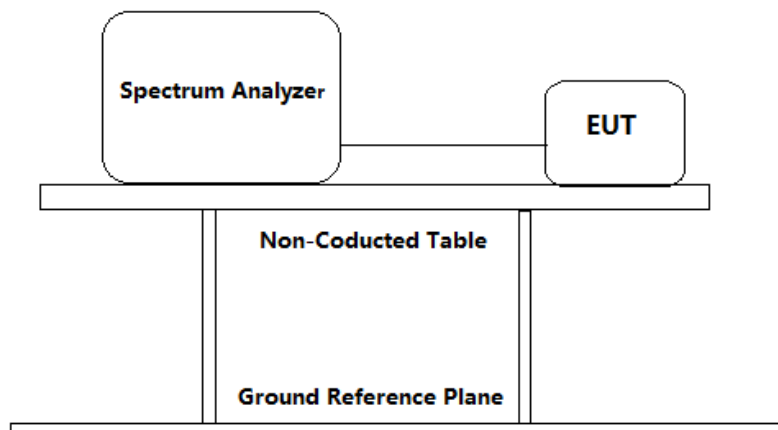 Spectrum Analyzer
EUT
Non-Coducted Table
Ground Reference Plane